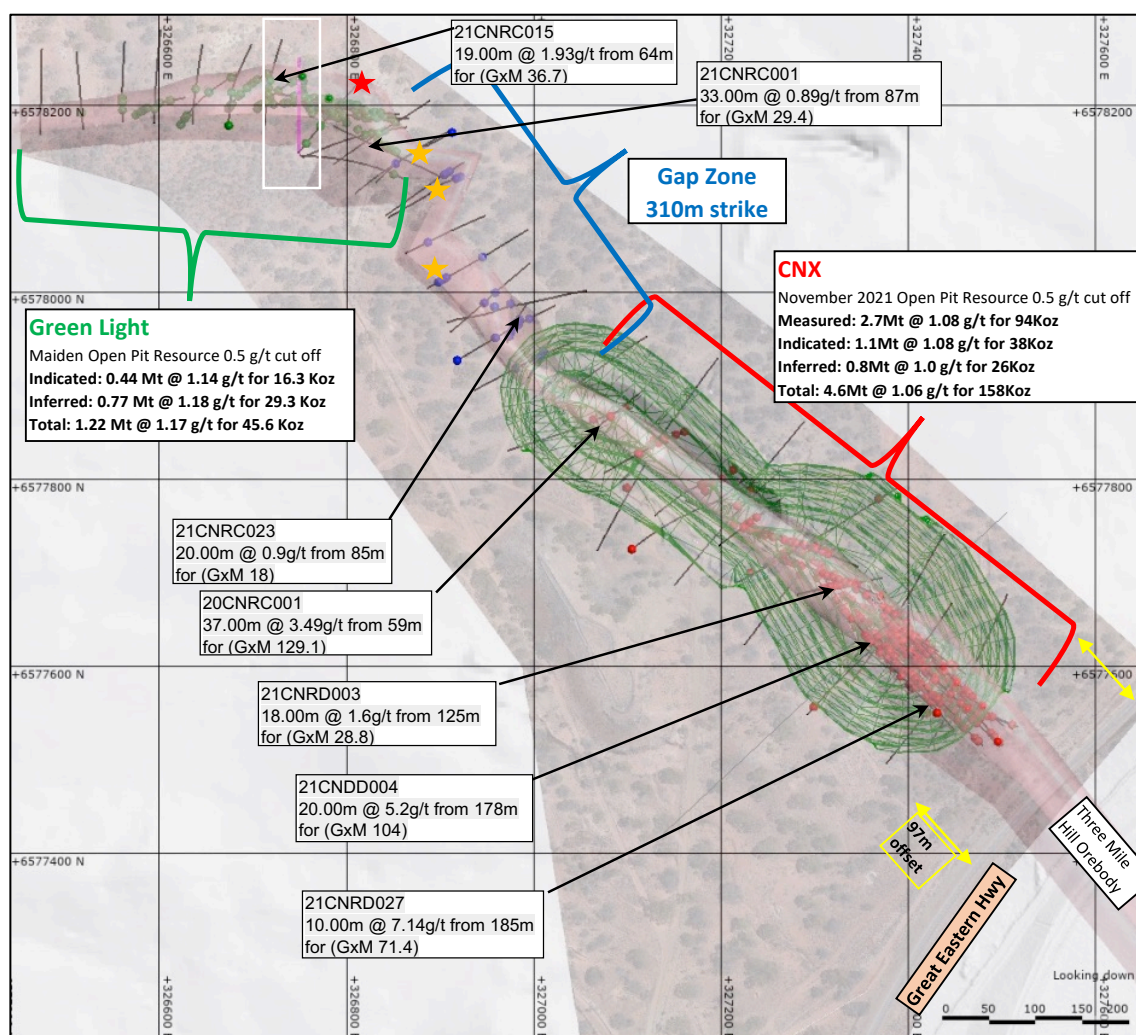 +326600 E
+326800 E
+327200
+32740
+327600 E
21CNRC015
19.00m @ 1.93g/t from 64m
for (GxM 36.7)
21CNRC001
33.00m @ 0.89g/t from 87m
for (GxM 29.4)
+6578200 N
+6578200
Gap Zone
310m strike
CNX
November 2021 Open Pit Resource 0.5 g/t cut off
Measured: 2.7Mt @ 1.08 g/t for 94Koz
Indicated: 1.1Mt @ 1.08 g/t for 38Koz
Inferred: 0.8Mt @ 1.0 g/t for 26Koz
Total: 4.6Mt @ 1.06 g/t for 158Koz
+6578000 N
Green Light
Maiden Open Pit Resource 0.5 g/t cut off
Indicated: 0.44 Mt @ 1.14 g/t for 16.3 Koz
Inferred: 0.77 Mt @ 1.18 g/t for 29.3 Koz
Total: 1.22 Mt @ 1.17 g/t for 45.6 Koz
+6577800 N
+6577800
21CNRC023
20.00m @ 0.9g/t from 85m
for (GxM 18)
20CNRC001
37.00m @ 3.49g/t from 59m
for (GxM 129.1)
+6577600 N
+6577600
21CNRD003
18.00m @ 1.6g/t from 125m
for (GxM 28.8)
21CNDD004
20.00m @ 5.2g/t from 178m
for (GxM 104)
97m
offset
Three Mile
Hill Orebody
+6577400 N
21CNRD027
10.00m @ 7.14g/t from 185m
for (GxM 71.4)
Great Eastern Hwy
Looking down
+326600 E
+326800 E
+327000 E
+327200 E
0 50 100 150 200